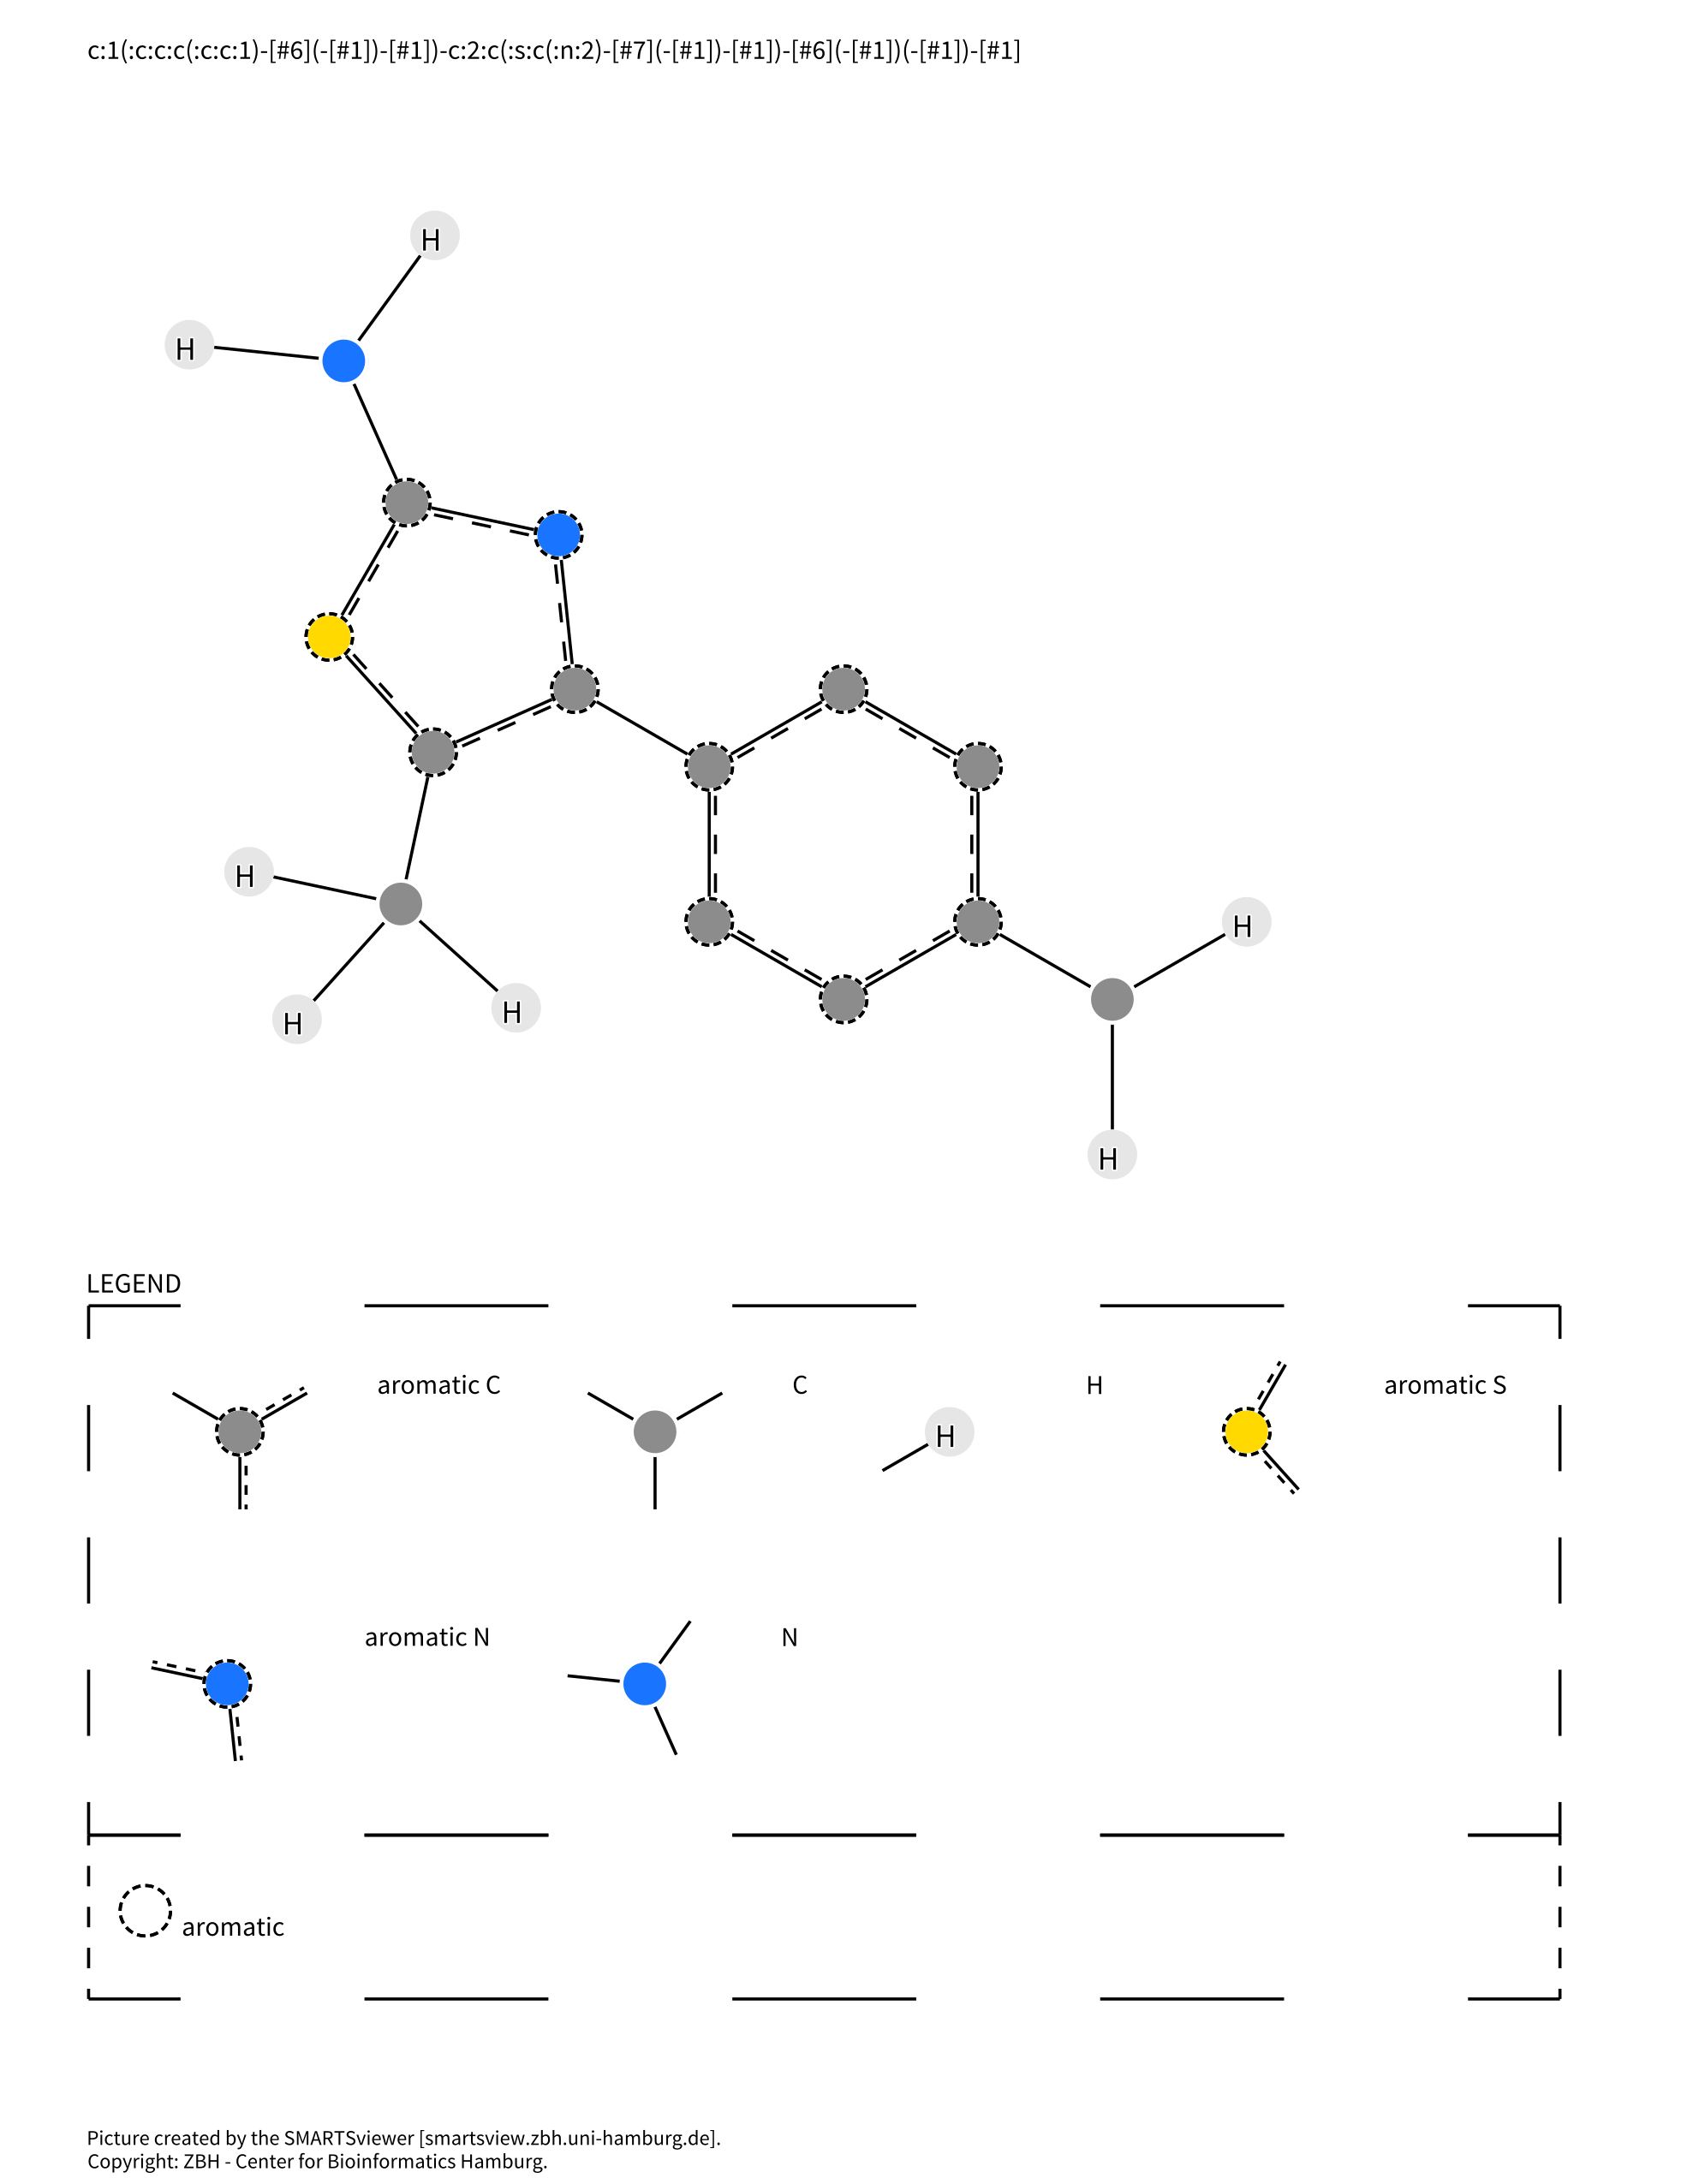 c:1(:c:c:c(:c:c:1)-[#6](-[#1])-[#1])-c:2:c(:s:c(:n:2)-[#7](-[#1])-[#1])-[#6](-[#1])(-[#1])-[#1]
H
H
H
H
H
H
H
LEGEND
aromatic C
C
H
aromatic S
H
aromatic N
N
aromatic
Picture created by the SMARTSviewer [smartsview.zbh.uni-hamburg.de].
Copyright: ZBH - Center for Bioinformatics Hamburg.